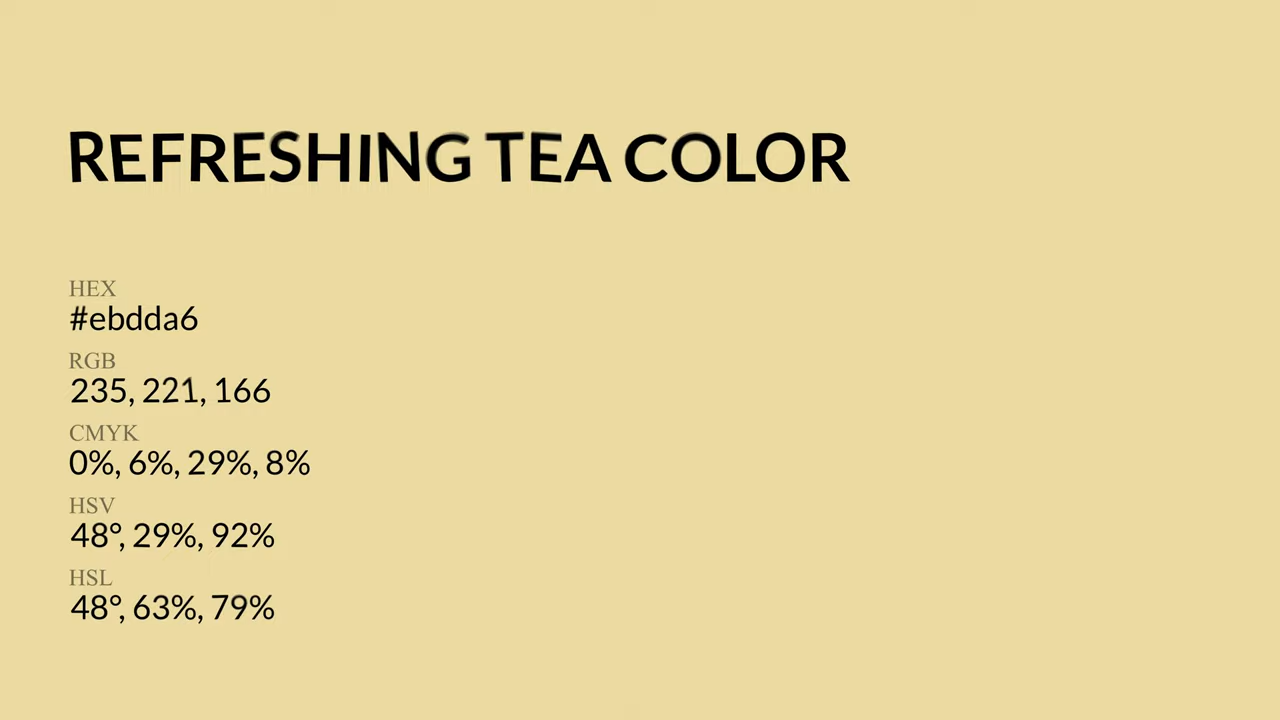 REFRESHING TEA COLOR
HEX
#ebdda6
RGB
235, 221, 166
CMYK
0%, 6%, 29%, 8%
HSV
48°, 29%, 92%
HSL
48°, 63%, 79%